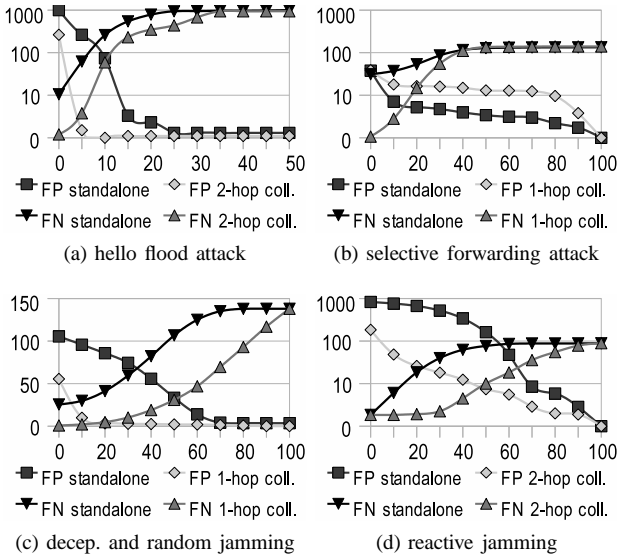 1000
100
10
0
0 10 20 30 40 50
FP standalone FP 2-hop coll.
FN standalone FN 2-hop coll.
(a) hello flood attack
1000
100
10
0
0 20 40 60 80 100
FP standalone FP 1-hop coll.
FN standalone FN 1-hop coll.
(b) selective forwarding attack
150
100
50
0
0 20 40 60 80 100
FP standalone FP 1-hop coll.
FN standalone FN 1-hop coll.
(c) decep. and random jamming
1000
100
10
0
0 20 40 60 80 100
FP standalone FP 2-hop coll.
FN standalone FN 2-hop coll.
(d) reactive jamming